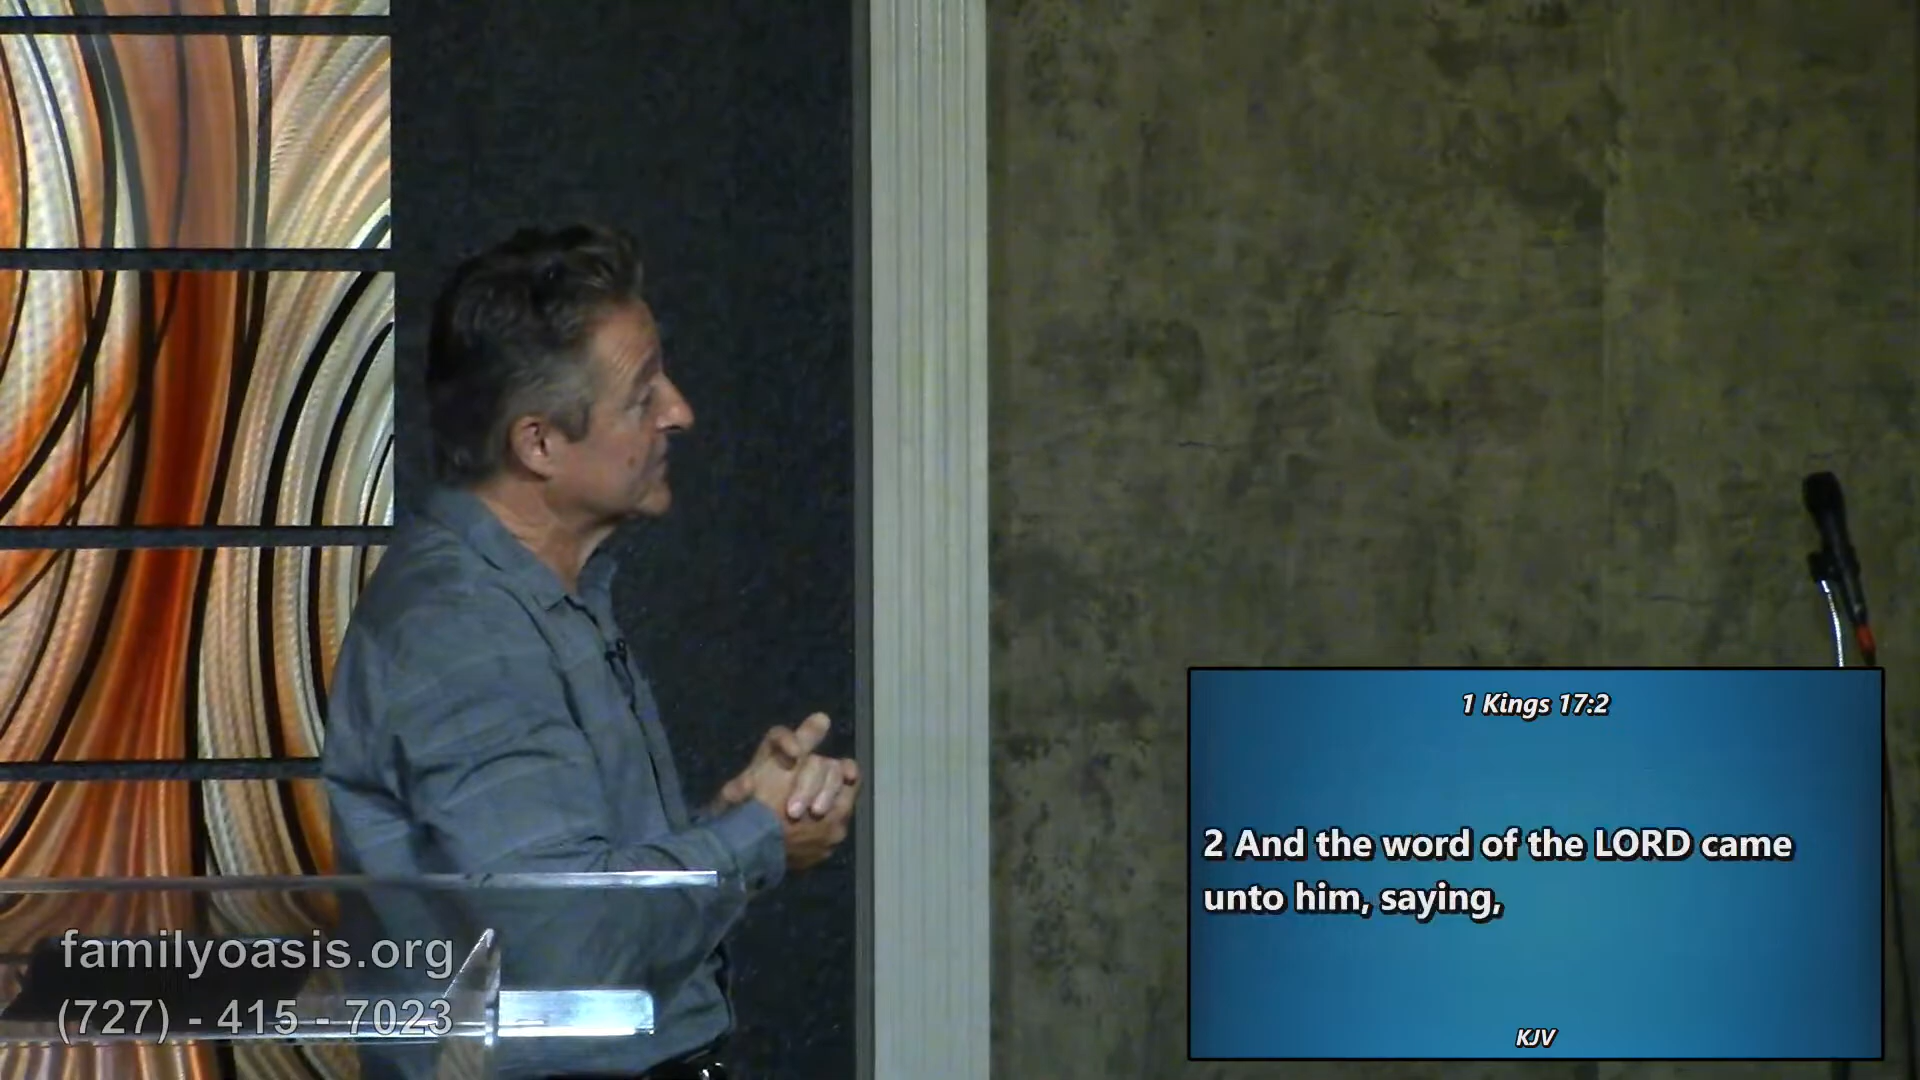 1 Kings 17:2
2 And the word of the LORD came
unto him, saying,
KJV
familyoasis.org
(727) - 415 - 7023